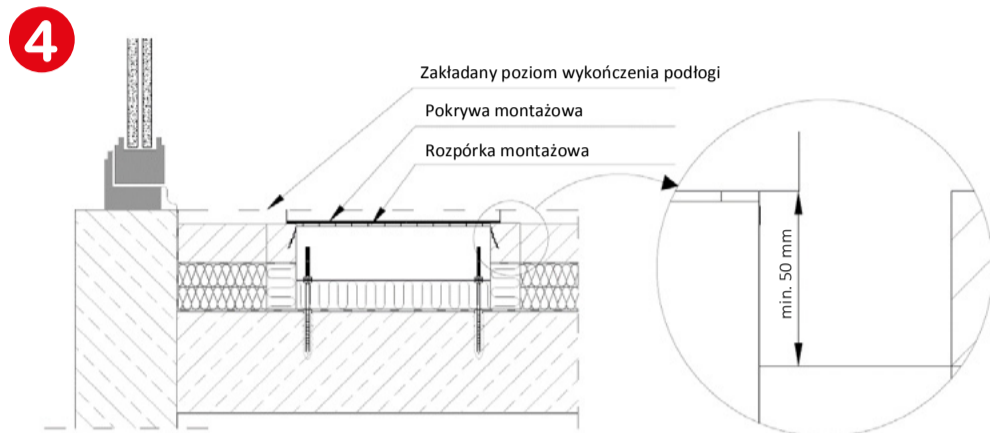 4
Zakładany poziom wykończenia podłogi
Pokrywa montażowa
Rozpórka montażowa
min. 50 mm